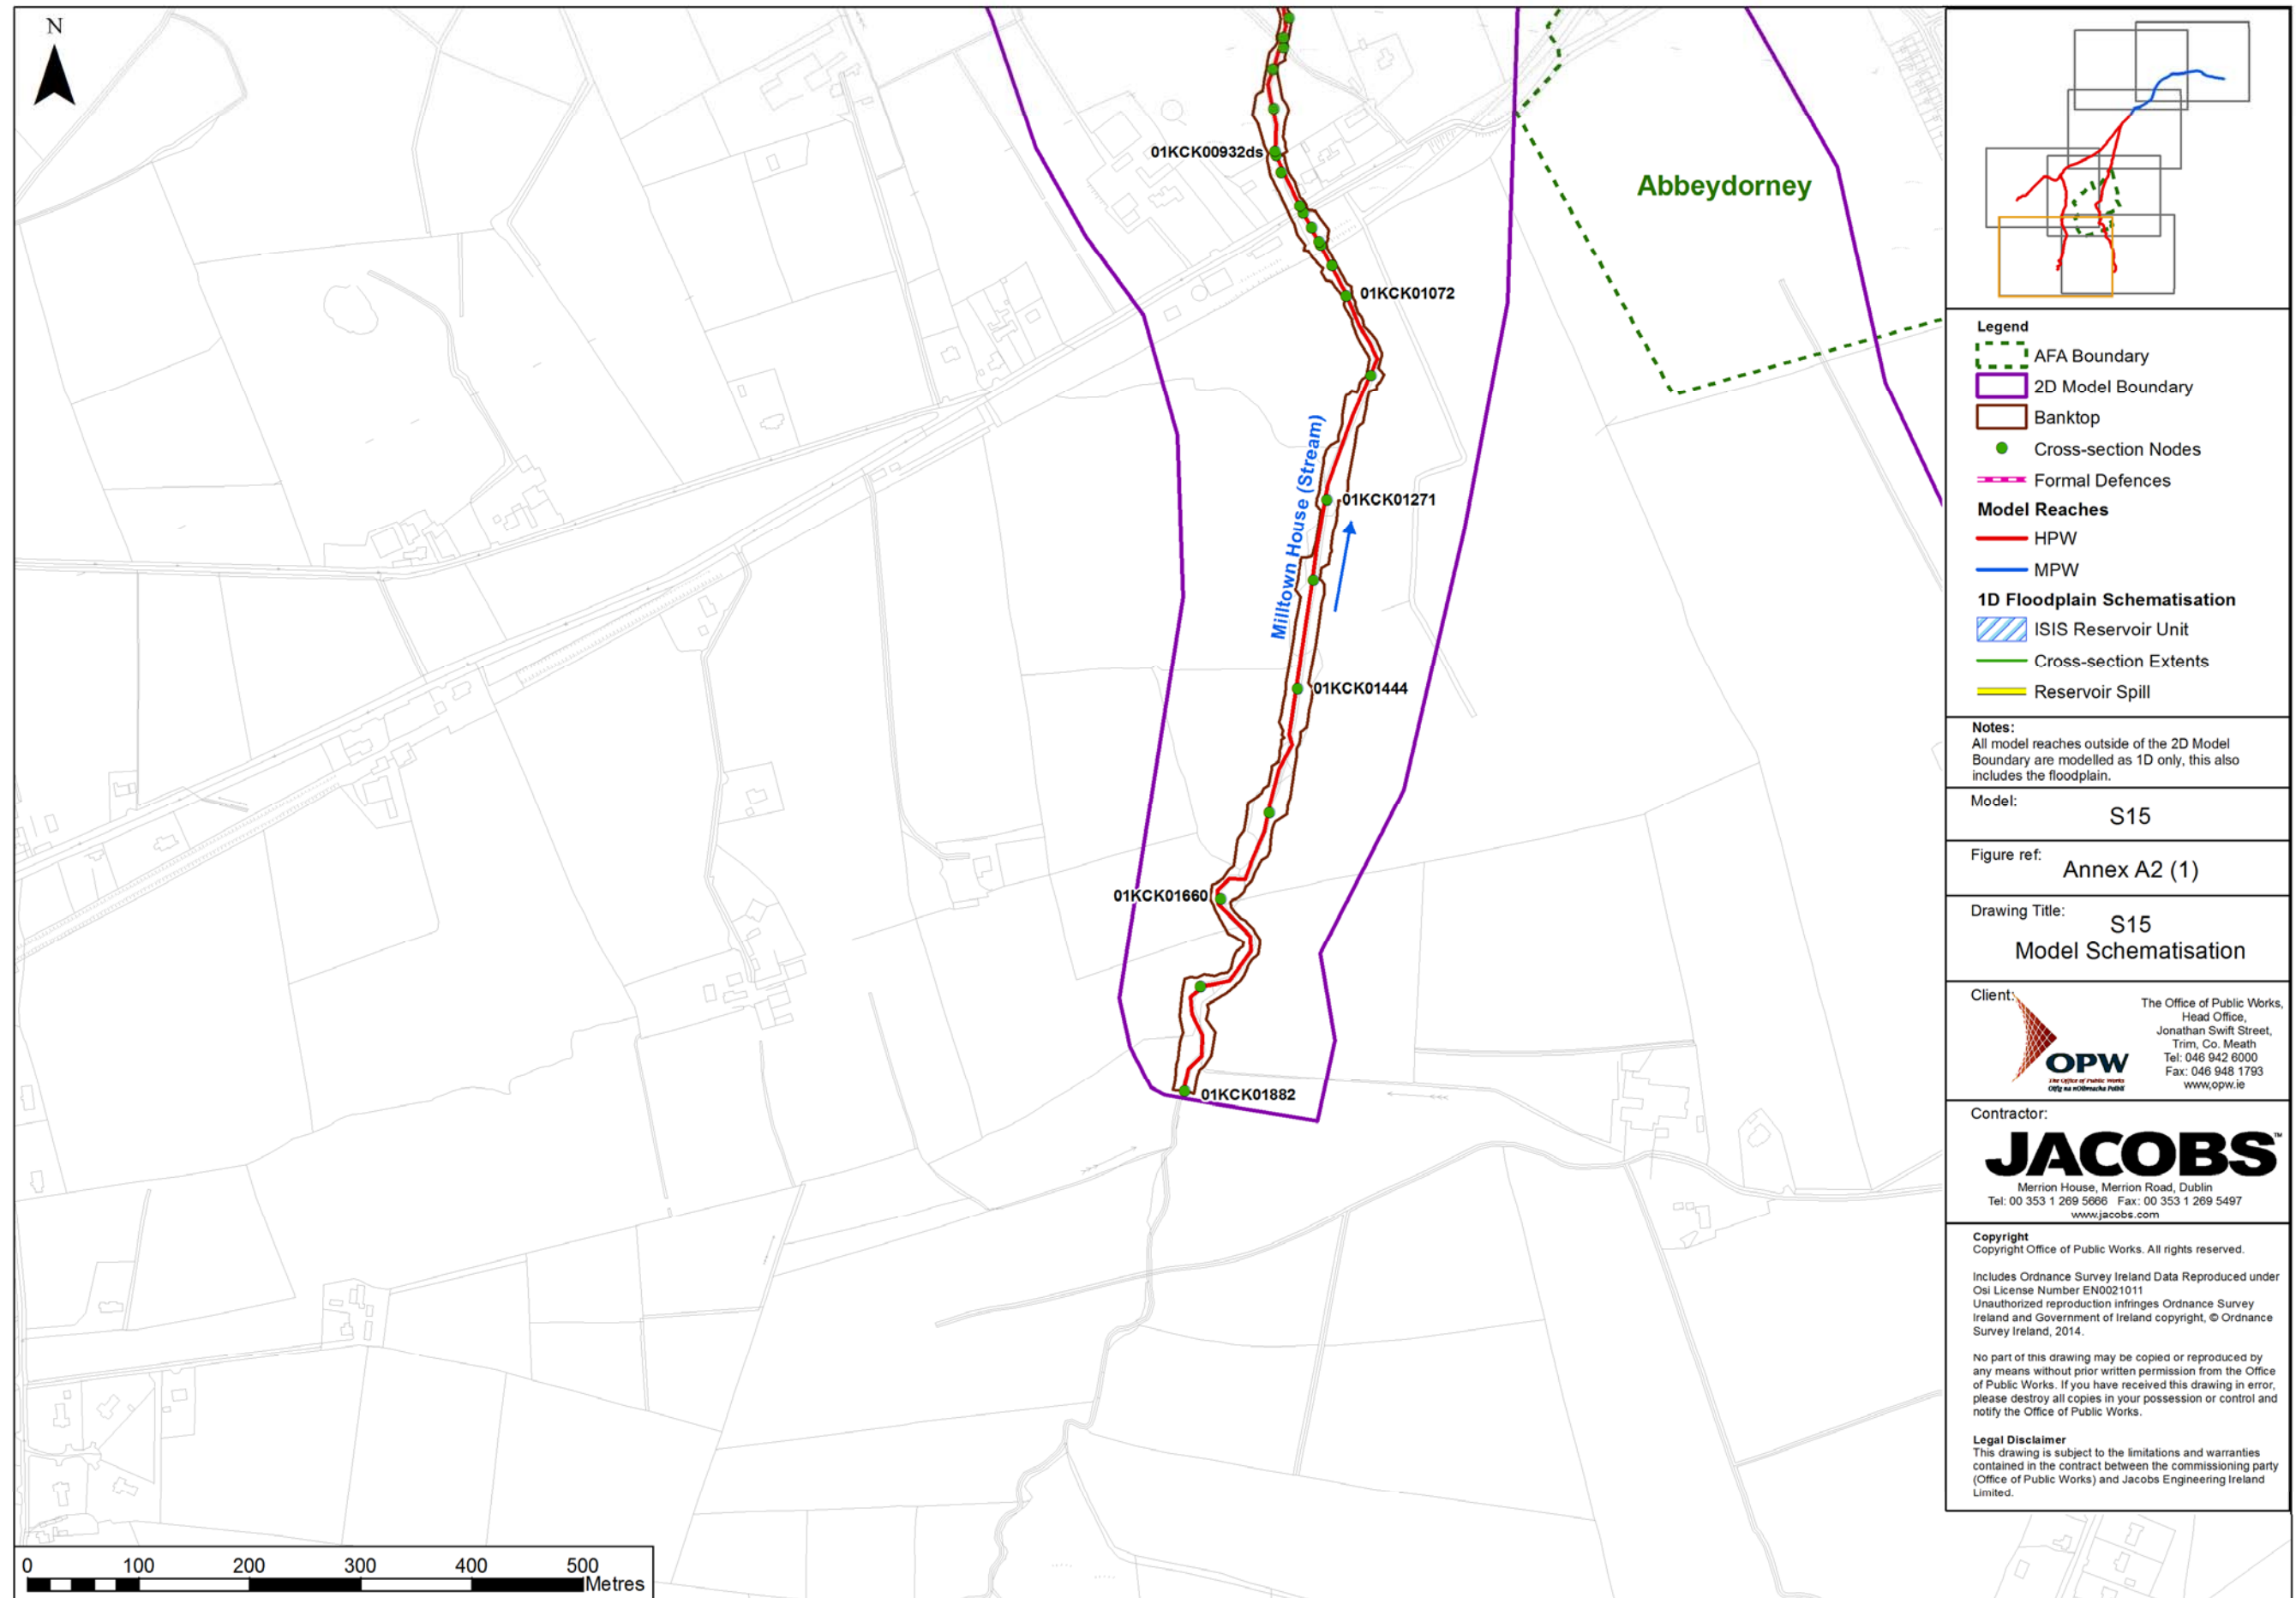 N
01KCK00932ds
Abbeydorney
01KCK01072
Milltown House (Stream)
01KCK01271
01KCK01444
01KCK01660
01KCK01882
0 100 200 300 400 500
Metres
Legend
AFA Boundary
2D Model Boundary
Banktop
Cross-section Nodes
Formal Defences
Model Reaches
HPW
MPW
1D Floodplain Schematisation
ISIS Reservoir Unit
Cross-section Extents
Reservoir Spill
Notes:
All model reaches outside of the 2D Model
Boundary are modelled as 1D only, this also
includes the floodplain.
Model:
S15
Figure ref:
Annex A2 (1)
Drawing Title:
S15
Model Schematisation
Client:
OPW
The Office of Public Works
Oifig na nOibreacha Poiblí
The Office of Public Works,
Head Office,
Jonathan Swift Street,
Trim, Co. Meath
Tel: 046 942 6000
Fax: 046 948 1793
www.opw.ie
Contractor:
JACOBS™
Merrion House, Merrion Road, Dublin
Tel: 00 353 1 269 5666 Fax: 00 353 1 269 5497
www.jacobs.com
Copyright
Copyright Office of Public Works. All rights reserved.
Includes Ordnance Survey Ireland Data Reproduced under
Osi License Number EN0021011
Unauthorized reproduction infringes Ordnance Survey
Ireland and Government of Ireland copyright, © Ordnance
Survey Ireland, 2014.
No part of this drawing may be copied or reproduced by
any means without prior written permission from the Office
of Public Works. If you have received this drawing in error,
please destroy all copies in your possession or control and
notify the Office of Public Works.
Legal Disclaimer
This drawing is subject to the limitations and warranties
contained in the contract between the commissioning party
(Office of Public Works) and Jacobs Engineering Ireland
Limited.